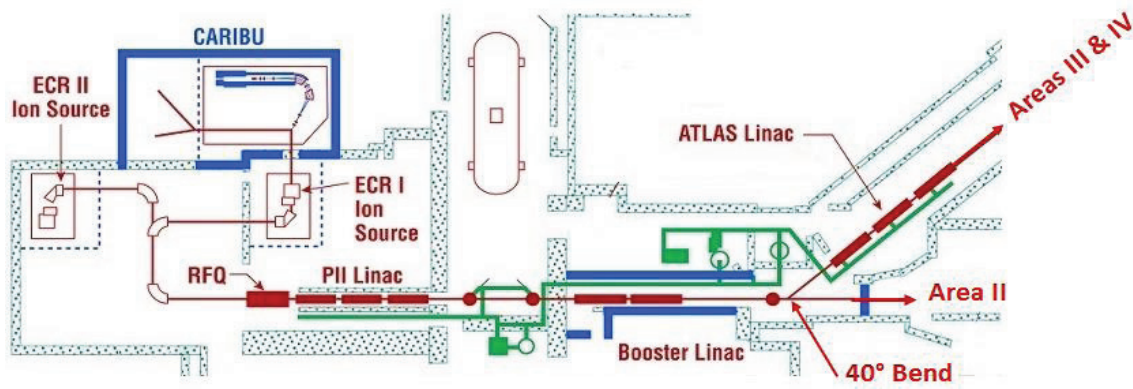 CARIBU
ECR II
Ion Source
Areas III & IV
ATLAS Linac
ECR I
Ion
Source
RFQ
PII Linac
Area II
Booster Linac
40° Bend